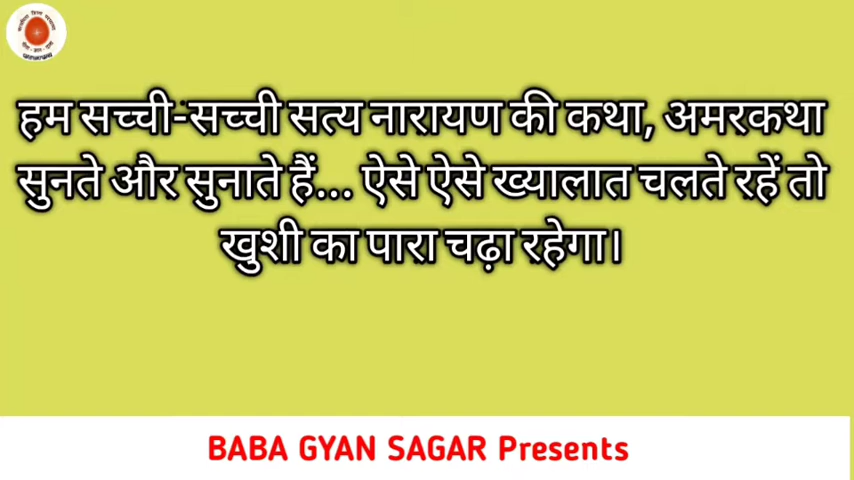 हम सच्ची-सच्ची सत्य नारायण की कथा, अमरकथा
सुनते और सुनाते हैं... ऐसे ऐसे ख्यालात चलते रहें तो
खुशी का पारा चढ़ा रहेगा।
BABA GYAN SAGAR Presents